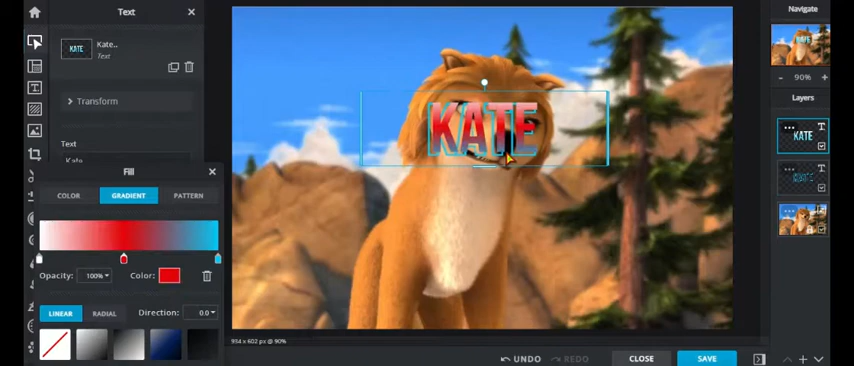 Text
Navigate
Kate..
Text
KATE
Transform
Text
Kate
Fill
COLOR
GRADIENT
PATTERN
Opacity:
100%
Color:
LINEAR
RADIAL
Direction:
0.0
KATE
934 x 602 px @ 90%
UNDO
REDO
CLOSE
SAVE
- 90% +
Layers
KATE
KATE